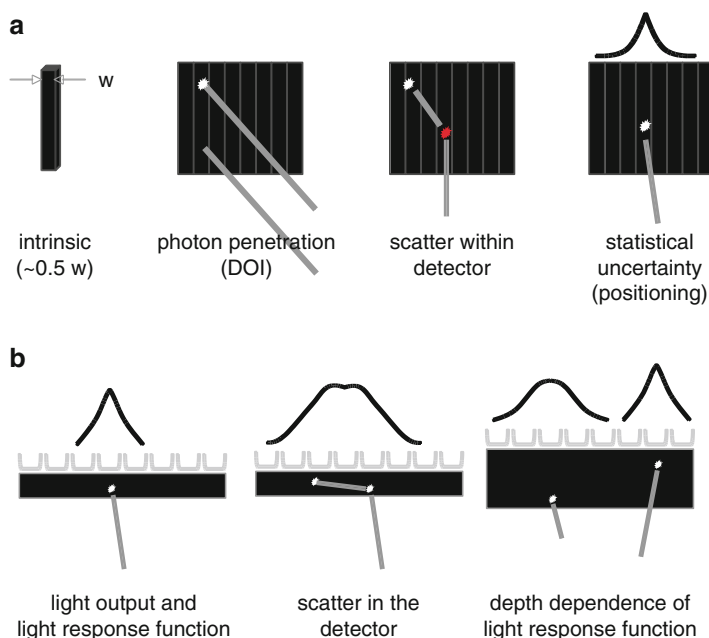 a
w
intrinsic
(~0.5 w)
photon penetration
(DOI)
scatter within
detector
statistical
uncertainty
(positioning)
b
light output and
light response function
scatter in the
detector
depth dependence of
light response function